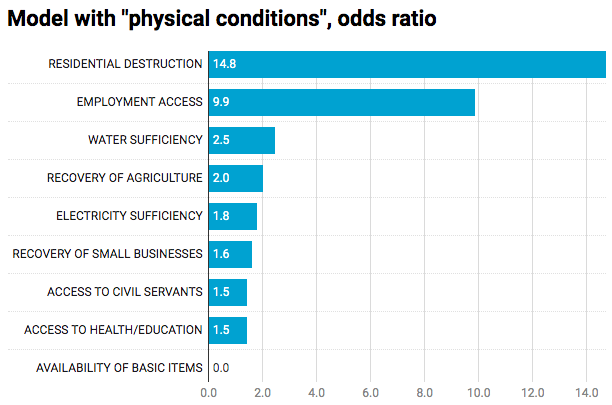 Model with "physical conditions", odds ratio
RESIDENTIAL DESTRUCTION 14.8
EMPLOYMENT ACCESS 9.9
WATER SUFFICIENCY 2.5
RECOVERY OF AGRICULTURE 2.0
ELECTRICITY SUFFICIENCY 1.8
RECOVERY OF SMALL BUSINESSES 1.6
ACCESS TO CIVIL SERVANTS 1.5
ACCESS TO HEALTH/EDUCATION 1.5
AVAILABILITY OF BASIC ITEMS 0.0
0.0 2.0 4.0 6.0 8.0 10.0 12.0 14.0